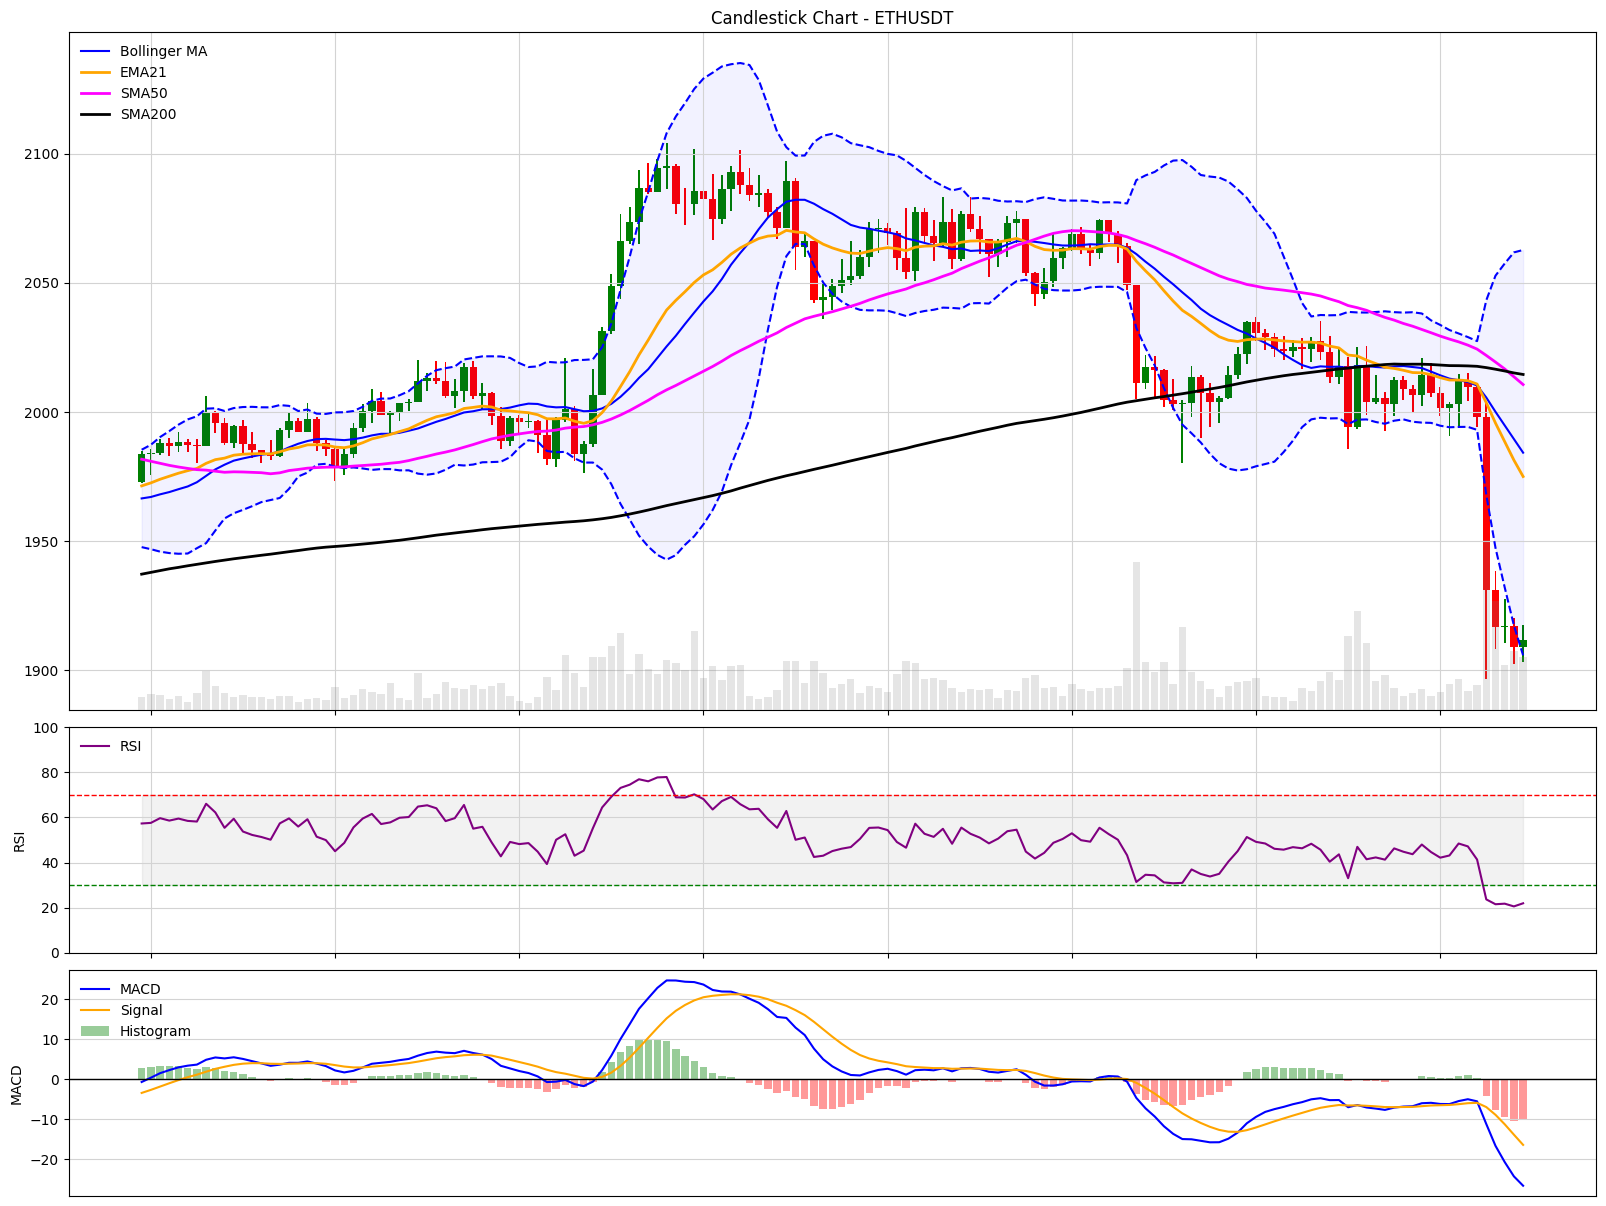 Candlestick Chart - ETHUSDT
Bollinger MA
EMA21
SMA50
SMA200
2100
2050
2000
1950
1900
RSI
100
80
60
40
20
0
RSI
MACD
Signal
Histogram
20
10
0
−10
−20
MACD